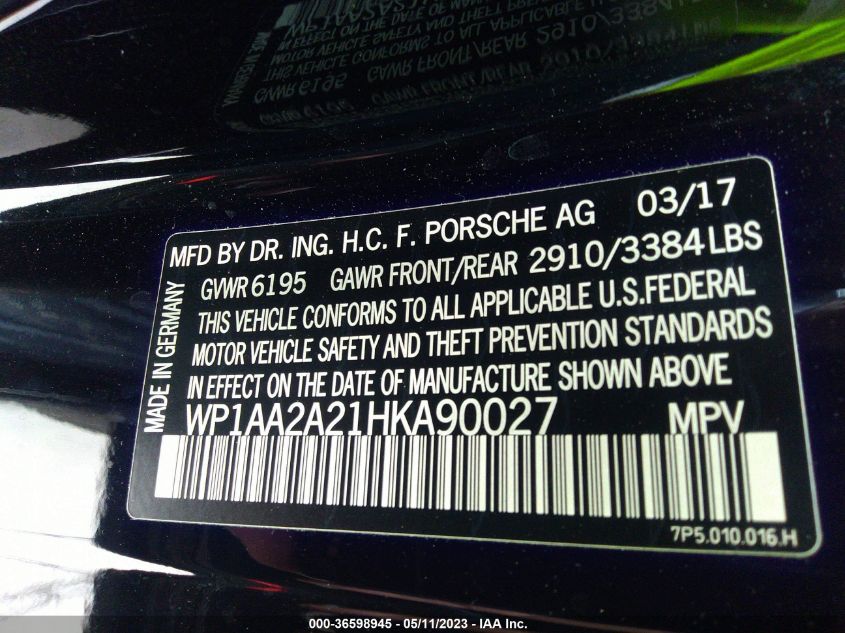 MFD BY DR. ING. H.C. F. PORSCHE AG 03/17
GVWR 6195 GAWR FRONT/REAR 2910/3384 LBS
THIS VEHICLE CONFORMS TO ALL APPLICABLE U.S.FEDERAL
MOTOR VEHICLE SAFETY AND THEFT PREVENTION STANDARDS
IN EFFECT ON THE DATE OF MANUFACTURE SHOWN ABOVE
WP1AA2A21HKA90027 MPV
MADE IN GERMANY
7P5.010.016.H
000-36598945 - 05/11/2023 - IAA Inc.